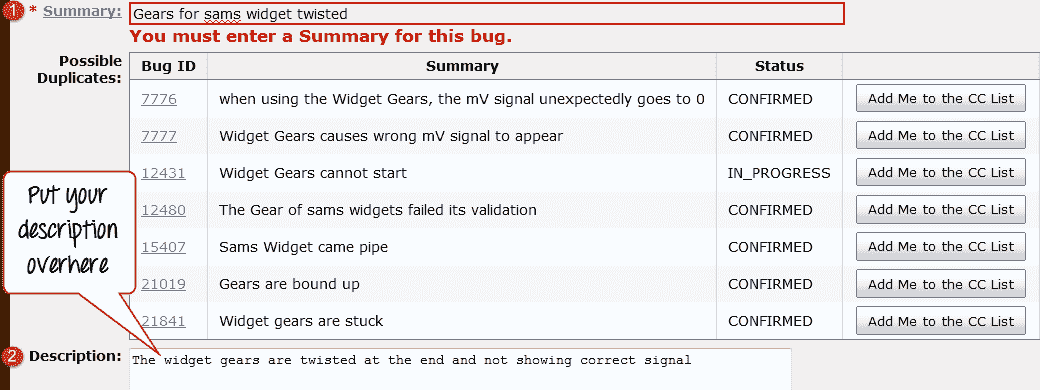 1 * Summary: Gears for sams widget twisted
You must enter a Summary for this bug.
Possible Duplicates:
Bug ID Summary Status
7776 when using the Widget Gears, the mV signal unexpectedly goes to 0 CONFIRMED Add Me to the CC List
7777 Widget Gears causes wrong mV signal to appear CONFIRMED Add Me to the CC List
12431 Widget Gears cannot start IN_PROGRESS Add Me to the CC List
12480 The Gear of sams widgets failed its validation CONFIRMED Add Me to the CC List
15407 Sams Widget came pipe CONFIRMED Add Me to the CC List
21019 Gears are bound up CONFIRMED Add Me to the CC List
21841 Widget gears are stuck CONFIRMED Add Me to the CC List
Put your
description
overhere
2 Description: The widget gears are twisted at the end and not showing correct signal